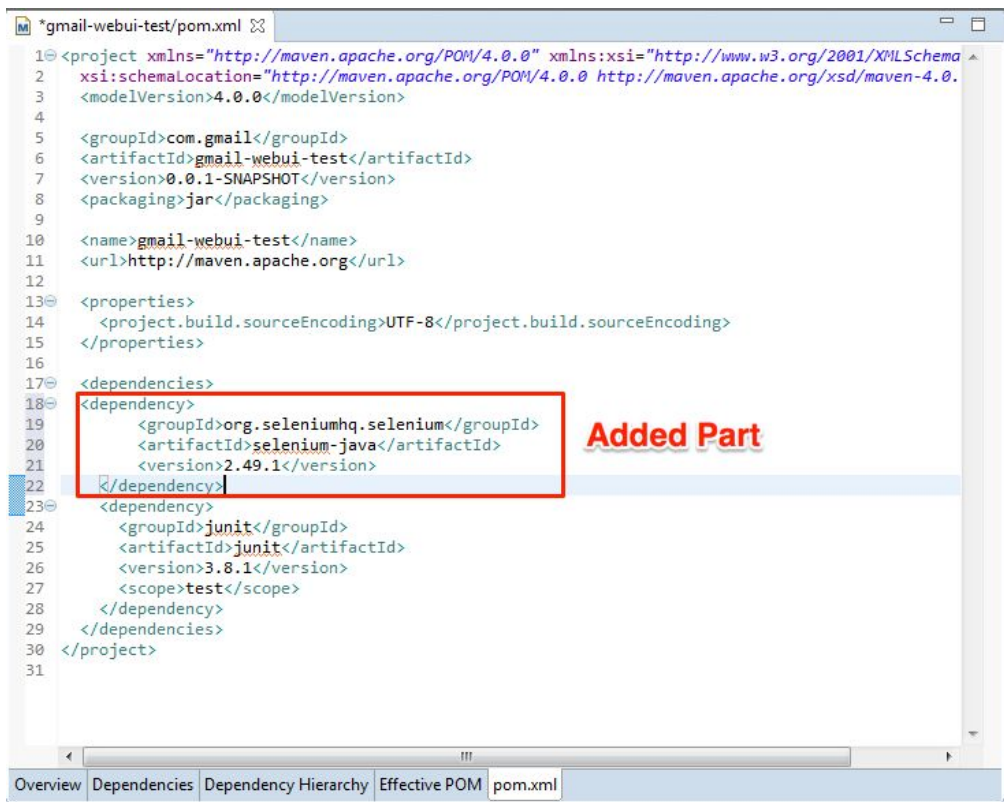 *gmail-webui-test/pom.xml
1 <project xmlns="http://maven.apache.org/POM/4.0.0" xmlns:xsi="http://www.w3.org/2001/XMLSchema
2 xsi:schemaLocation="http://maven.apache.org/POM/4.0.0 http://maven.apache.org/xsd/maven-4.0.
3 <modelVersion>4.0.0</modelVersion>
4
5 <groupId>com.gmail</groupId>
6 <artifactId>gmail-webui-test</artifactId>
7 <version>0.0.1-SNAPSHOT</version>
8 <packaging>jar</packaging>
9
10 <name>gmail-webui-test</name>
11 <url>http://maven.apache.org</url>
12
13 <properties>
14 <project.build.sourceEncoding>UTF-8</project.build.sourceEncoding>
15 </properties>
16
17 <dependencies>
18 <dependency>
19 <groupId>org.seleniumhq.selenium</groupId>
20 <artifactId>selenium-java</artifactId>
21 <version>2.49.1</version>
22 </dependency>
Added Part
23 <dependency>
24 <groupId>junit</groupId>
25 <artifactId>junit</artifactId>
26 <version>3.8.1</version>
27 <scope>test</scope>
28 </dependency>
29 </dependencies>
30 </project>
31
Overview Dependencies Dependency Hierarchy Effective POM pom.xml